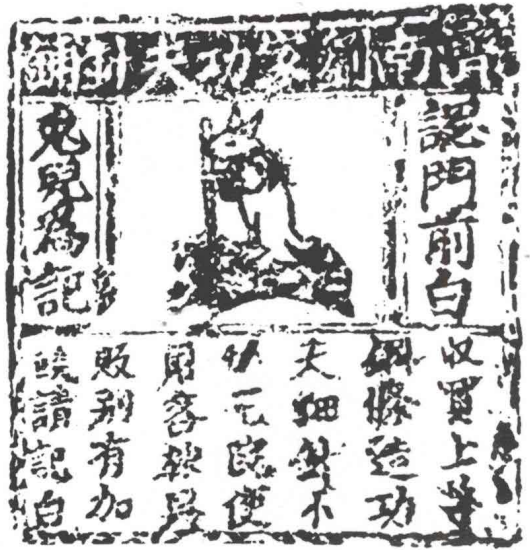 濟南劉家功夫針鋪
認門前白
兔兒爲記
收買上等
鋼條造功
夫細針不
誤宅院使
用客轉爲
販別有加
饒請記白